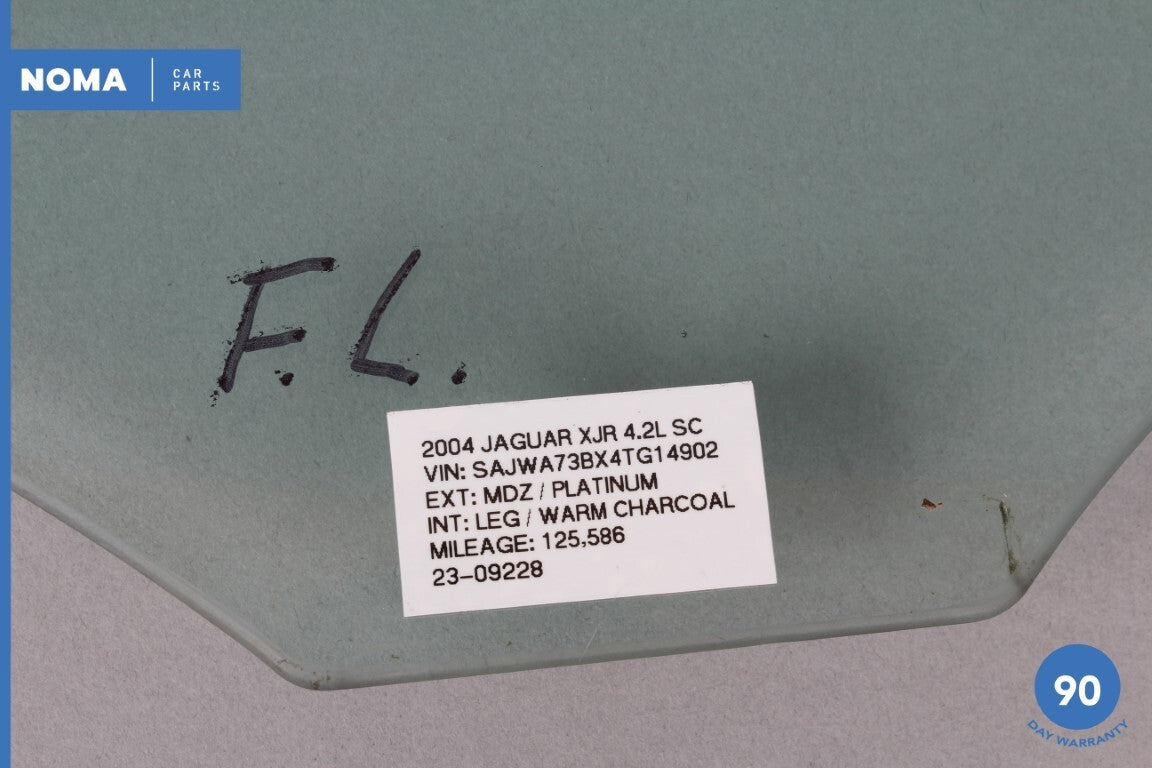 NOMA CAR PARTS
F.L.
2004 JAGUAR XJR 4.2L SC
VIN: SAJWA73BX4TG14902
EXT: MDZ / PLATINUM
INT: LEG / WARM CHARCOAL
MILEAGE: 125,586
23-09228
90
DAY WARRANTY